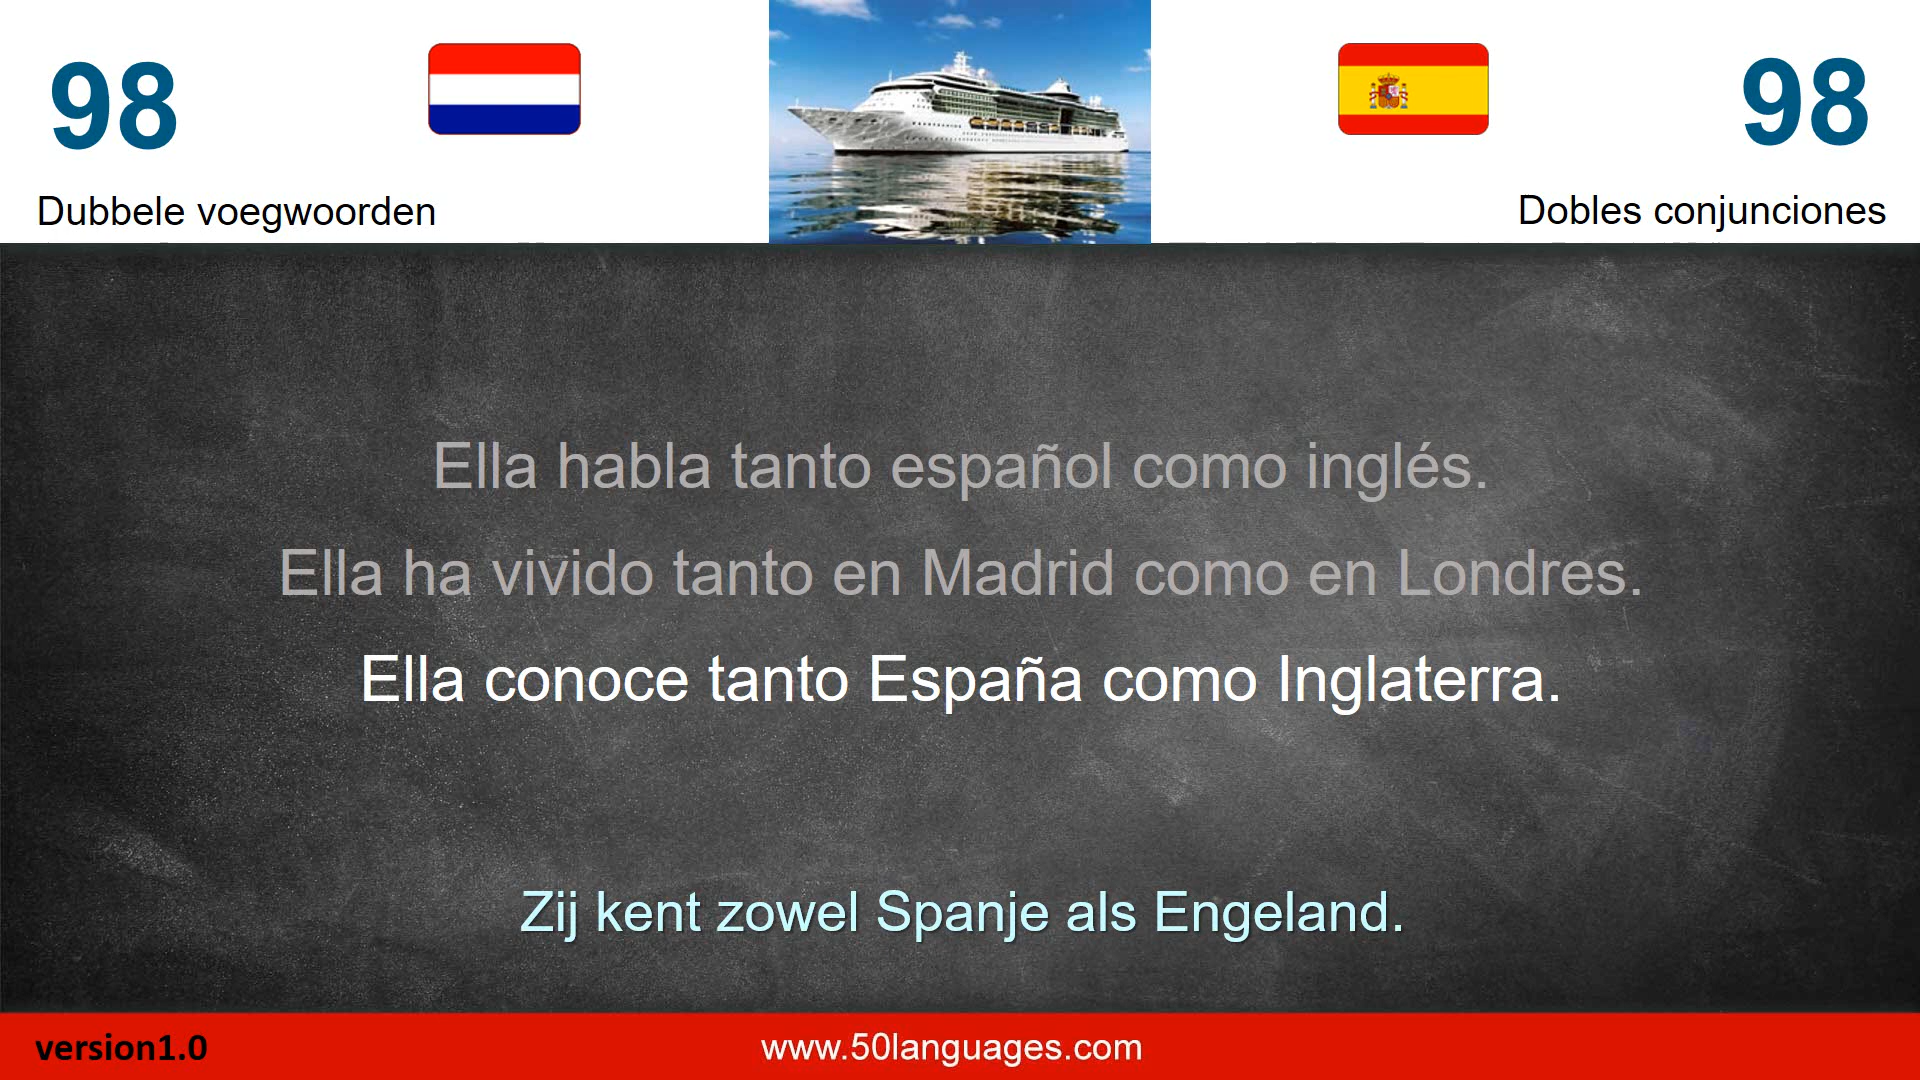 98
98
Dubbele voegwoorden
Dobles conjunciones
Ella habla tanto español como inglés.
Ella ha vivido tanto en Madrid como en Londres.
Ella conoce tanto España como Inglaterra.
Zij kent zowel Spanje als Engeland.
version1.0
www.50languages.com